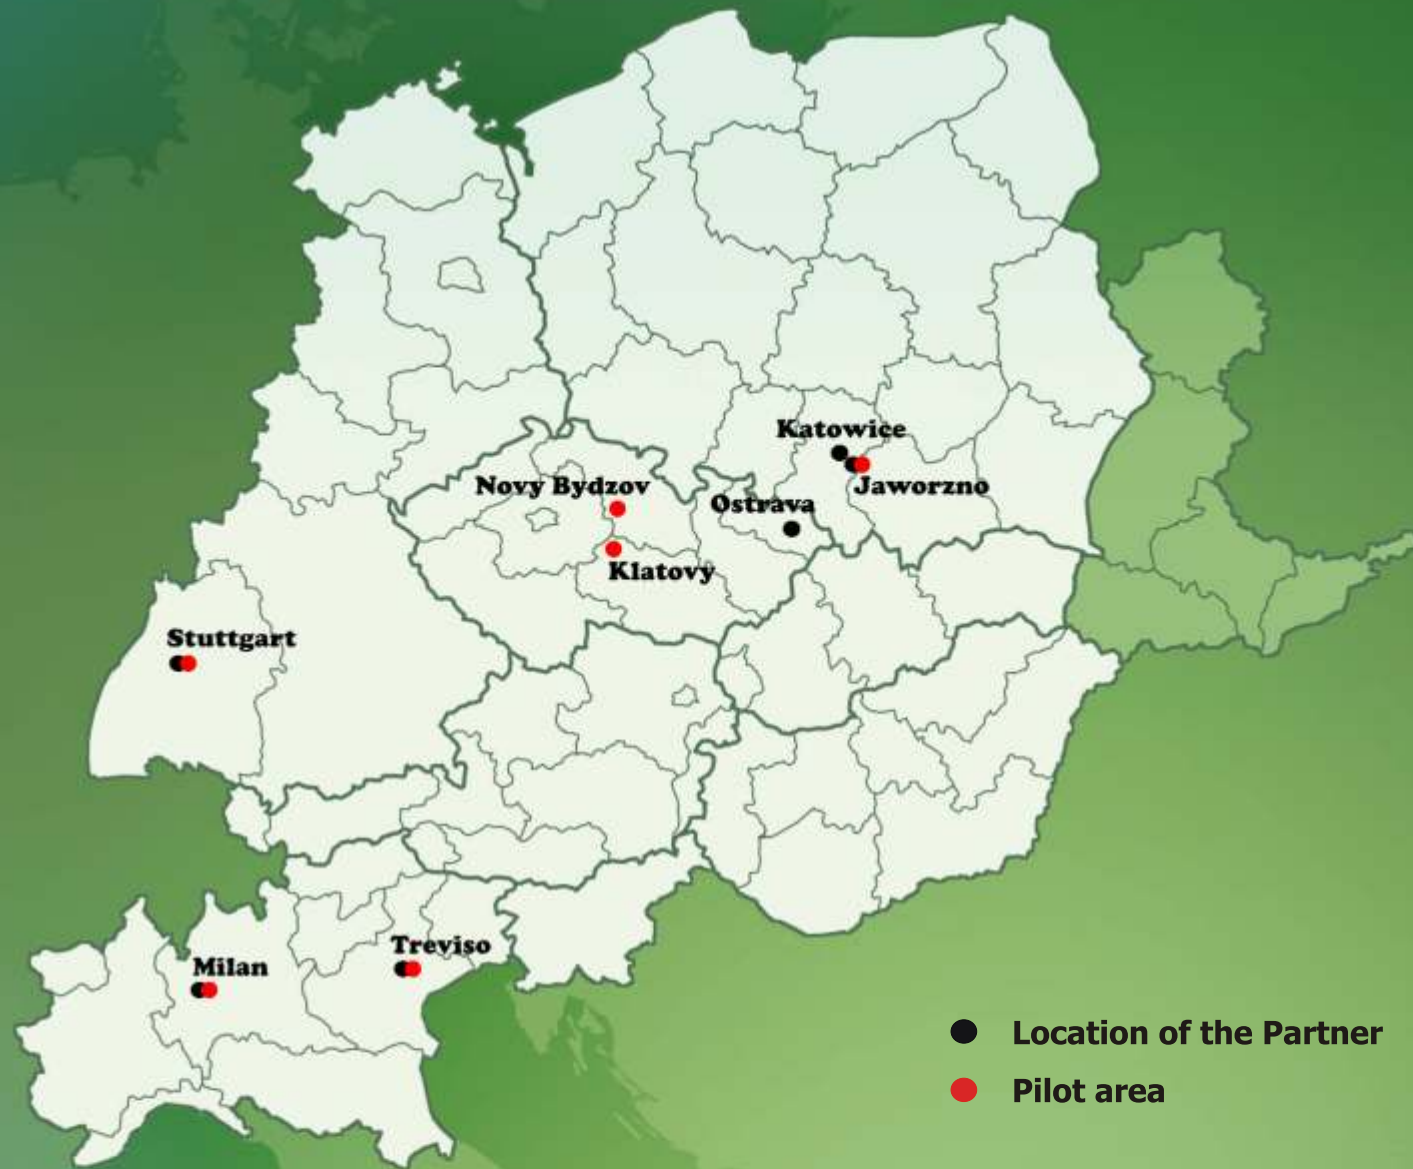 Katowice
Novy Bydzov
Jaworzno
Ostrava
Klatovy
Stuttgart
Treviso
Milan
Location of the Partner
Pilot area